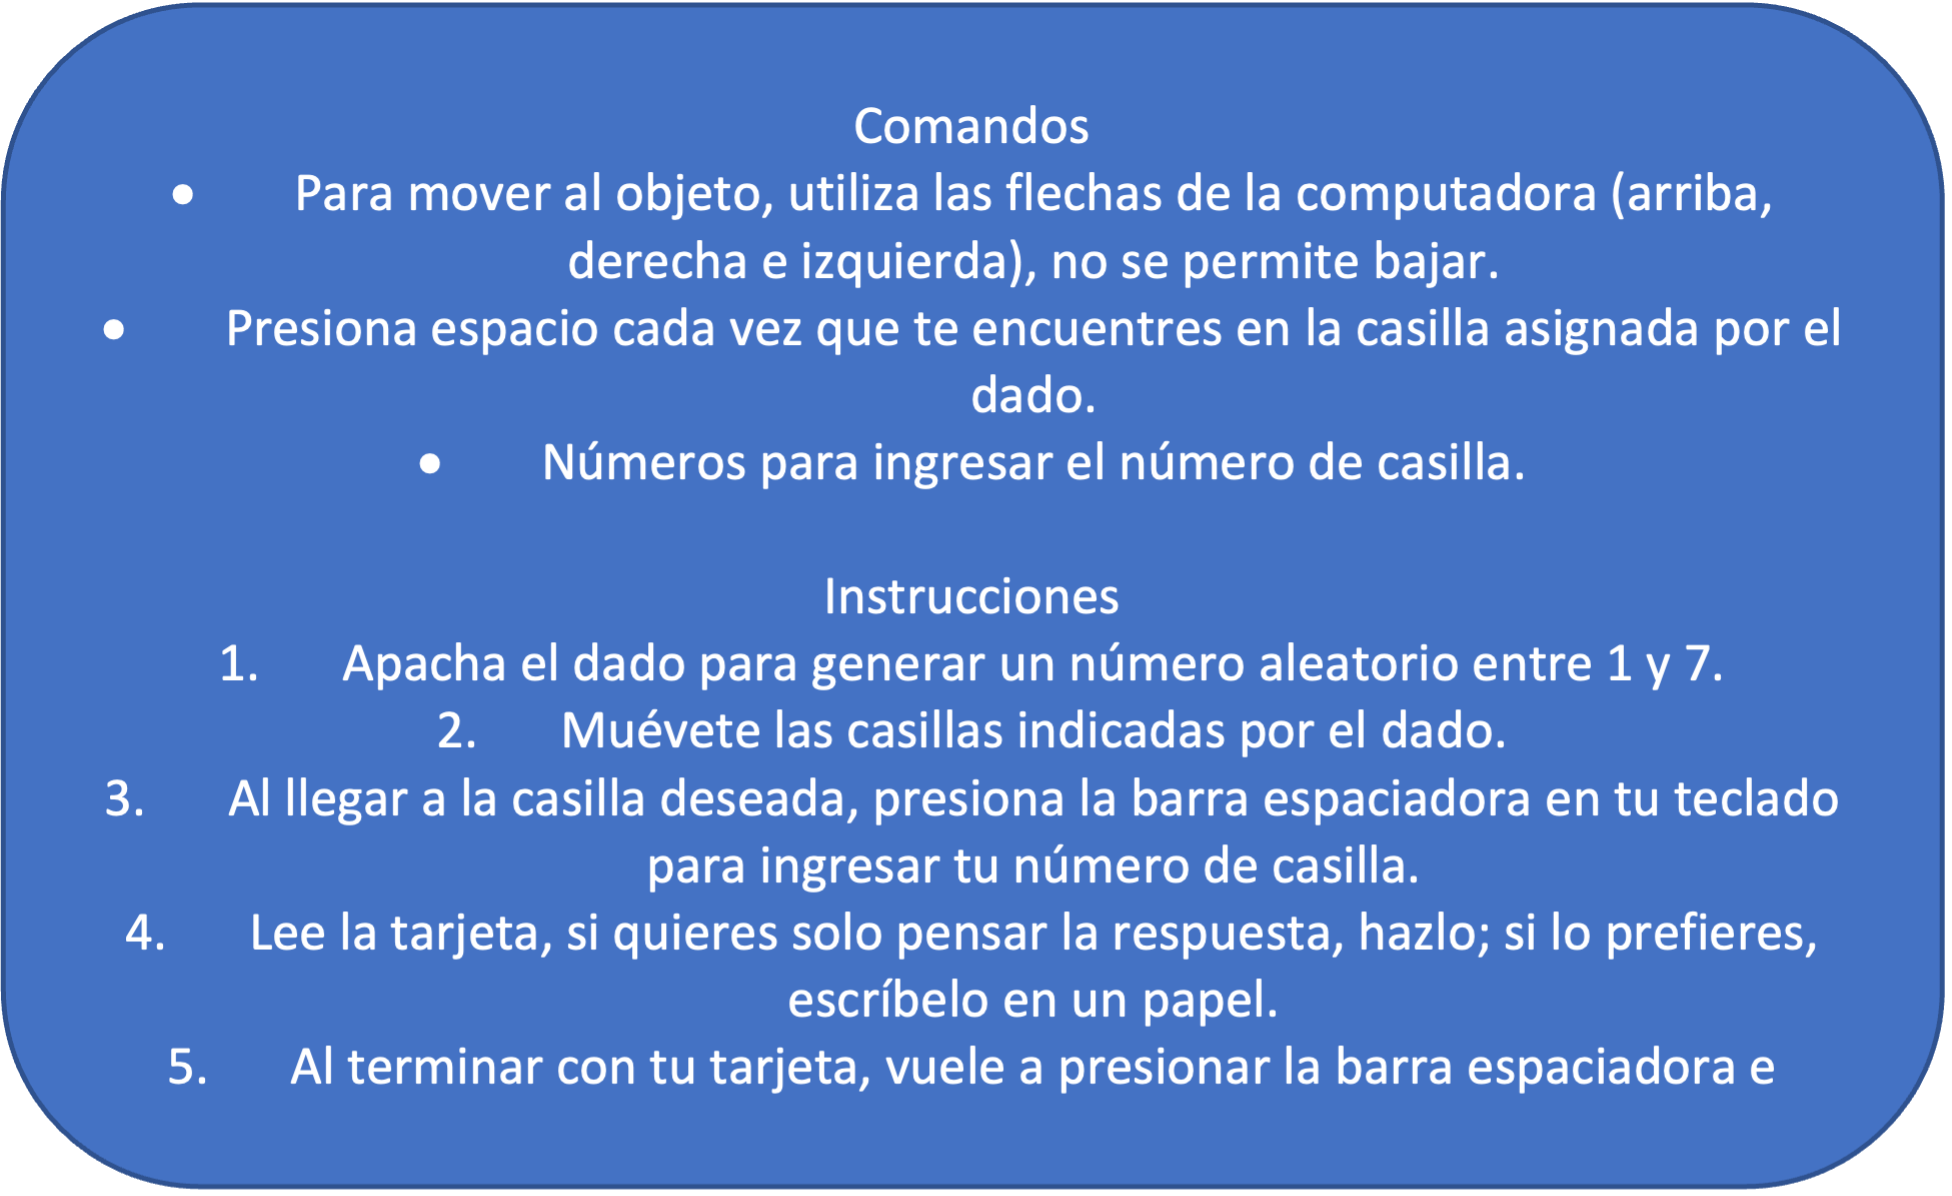 Comandos
• Para mover al objeto, utiliza las flechas de la computadora (arriba,
derecha e izquierda), no se permite bajar.
• Presiona espacio cada vez que te encuentres en la casilla asignada por el
dado.
• Números para ingresar el número de casilla.
Instrucciones
1. Apacha el dado para generar un número aleatorio entre 1 y 7.
2. Muévete las casillas indicadas por el dado.
3. Al llegar a la casilla deseada, presiona la barra espaciadora en tu teclado
para ingresar tu número de casilla.
4. Lee la tarjeta, si quieres solo pensar la respuesta, hazlo; si lo prefieres,
escríbelo en un papel.
5. Al terminar con tu tarjeta, vuele a presionar la barra espaciadora e